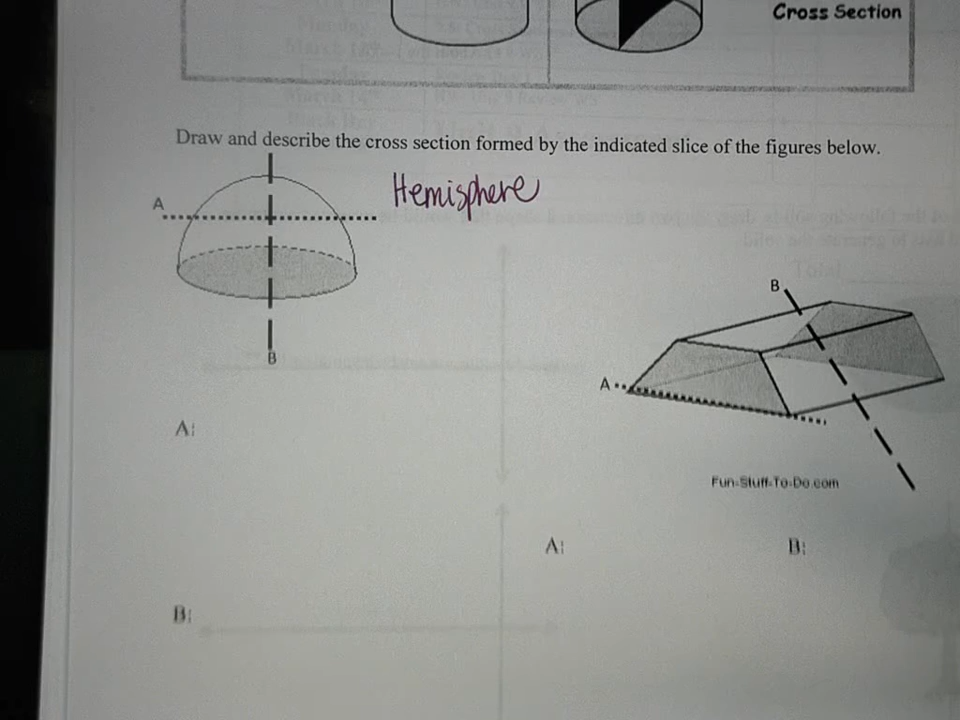 Cross Section
Draw and describe the cross section formed by the indicated slice of the figures below.
Hemisphere
A
B
B
A
A:
Fun-Stuff-To-Do.com
A:
B:
B: